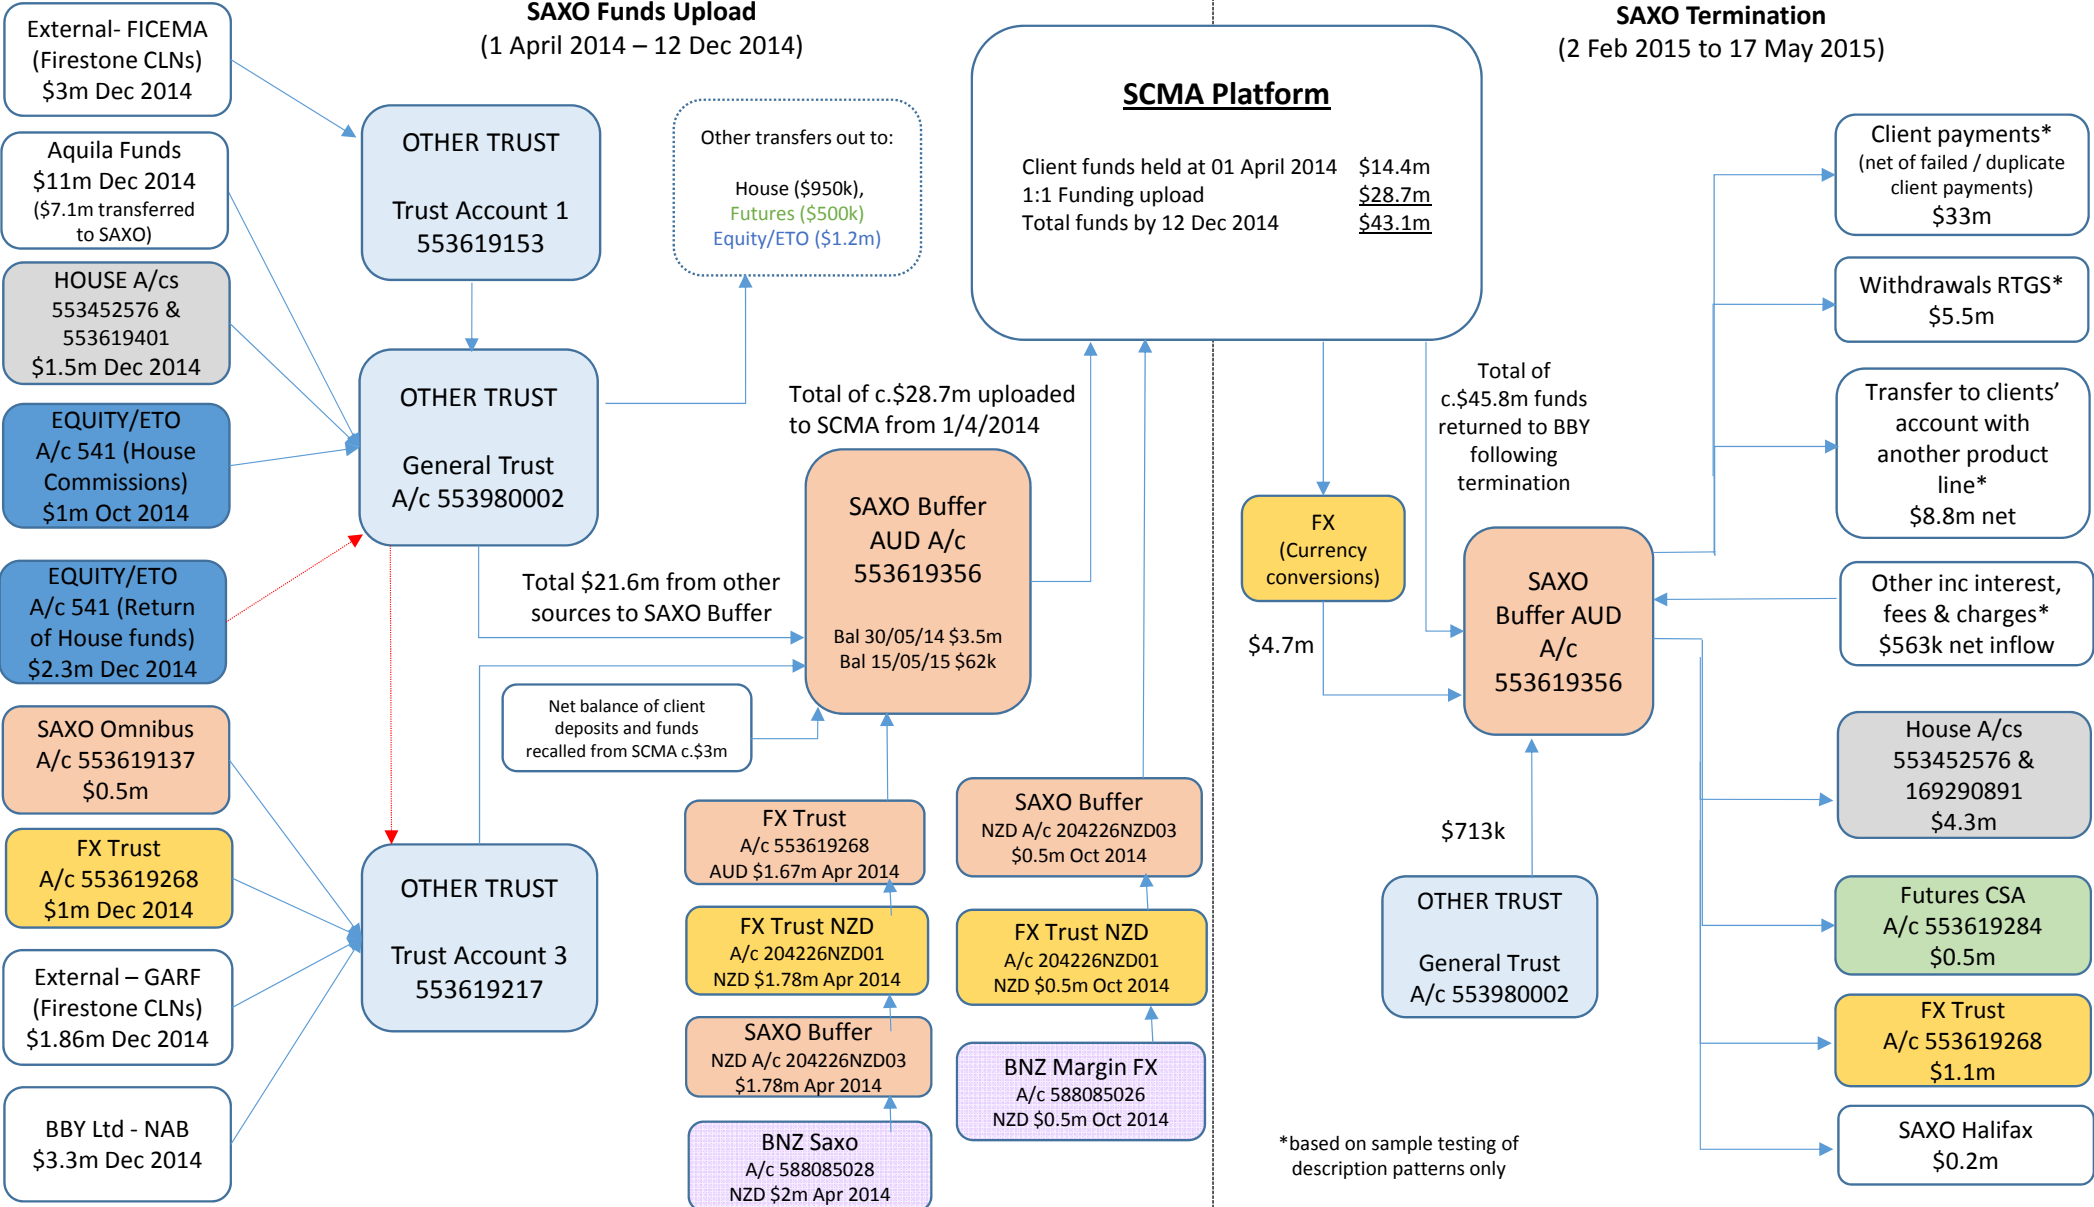 SAXO Funds Upload
(1 April 2014 – 12 Dec 2014)
SAXO Termination
(2 Feb 2015 to 17 May 2015)
External- FICEMA
(Firestone CLNs)
$3m Dec 2014
Aquila Funds
$11m Dec 2014
($7.1m transferred
to SAXO)
HOUSE A/cs
553452576 &
553619401
$1.5m Dec 2014
EQUITY/ETO
A/c 541 (House
Commissions)
$1m Oct 2014
EQUITY/ETO
A/c 541 (Return
of House funds)
$2.3m Dec 2014
SAXO Omnibus
A/c 553619137
$0.5m
FX Trust
A/c 553619268
$1m Dec 2014
External – GARF
(Firestone CLNs)
$1.86m Dec 2014
BBY Ltd - NAB
$3.3m Dec 2014
OTHER TRUST
Trust Account 1
553619153
OTHER TRUST
General Trust
A/c 553980002
OTHER TRUST
Trust Account 3
553619217
Other transfers out to:
House ($950k),
Futures ($500k)
Equity/ETO ($1.2m)
Total $21.6m from other
sources to SAXO Buffer
Net balance of client
deposits and funds
recalled from SCMA c.$3m
Total of c.$28.7m uploaded
to SCMA from 1/4/2014
SAXO Buffer
AUD A/c
553619356
Bal 30/05/14 $3.5m
Bal 15/05/15 $62k
FX Trust
A/c 553619268
AUD $1.67m Apr 2014
FX Trust NZD
A/c 204226NZD01
NZD $1.78m Apr 2014
SAXO Buffer
NZD A/c 204226NZD03
$1.78m Apr 2014
BNZ Saxo
A/c 588085028
NZD $2m Apr 2014
SAXO Buffer
NZD A/c 204226NZD03
$0.5m Oct 2014
FX Trust NZD
A/c 204226NZD01
NZD $0.5m Oct 2014
BNZ Margin FX
A/c 588085026
NZD $0.5m Oct 2014
SCMA Platform
Client funds held at 01 April 2014 $14.4m
1:1 Funding upload $28.7m
Total funds by 12 Dec 2014 $43.1m
FX
(Currency
conversions)
$4.7m
Total of
c.$45.8m funds
returned to BBY
following
termination
SAXO
Buffer AUD
A/c
553619356
$713k
OTHER TRUST
General Trust
A/c 553980002
*based on sample testing of
description patterns only
Client payments*
(net of failed / duplicate
client payments)
$33m
Withdrawals RTGS*
$5.5m
Transfer to clients’
account with
another product
line*
$8.8m net
Other inc interest,
fees & charges*
$563k net inflow
House A/cs
553452576 &
169290891
$4.3m
Futures CSA
A/c 553619284
$0.5m
FX Trust
A/c 553619268
$1.1m
SAXO Halifax
$0.2m